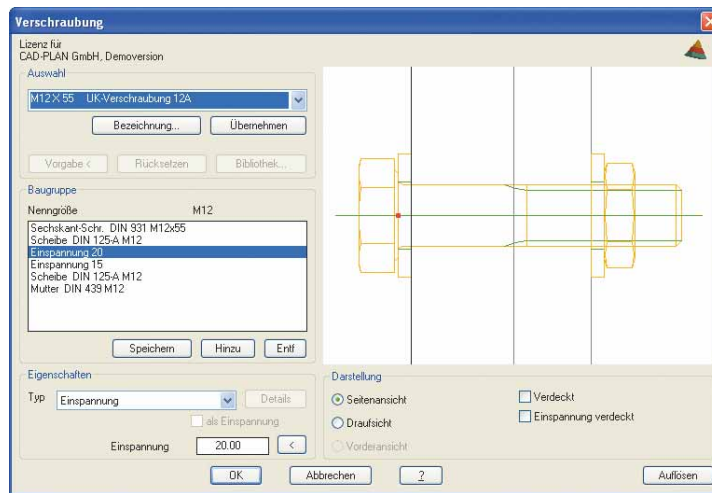 Verschraubung
Lizenz für
CAD-PLAN GmbH, Demoversion
Auswahl
M12 X 55 UK-Verschraubung 12A
Bezeichnung... Übernehmen
Vorgabe < Rücksetzen Bibliothek...
Baugruppe
Nenngröße M12
Sechskant-Schr. DIN 931 M12x55
Scheibe DIN 125-A M12
Einspannung 20
Einspannung 15
Scheibe DIN 125-A M12
Mutter DIN 439 M12
Speichern Hinzu Entf
Eigenschaften
Typ Einspannung Details
als Einspannung
Einspannung 20.00 <
Darstellung
Seitenansicht Verdeckt
Draufsicht Einspannung verdeckt
Vorderansicht
OK Abbrechen ? Auflösen